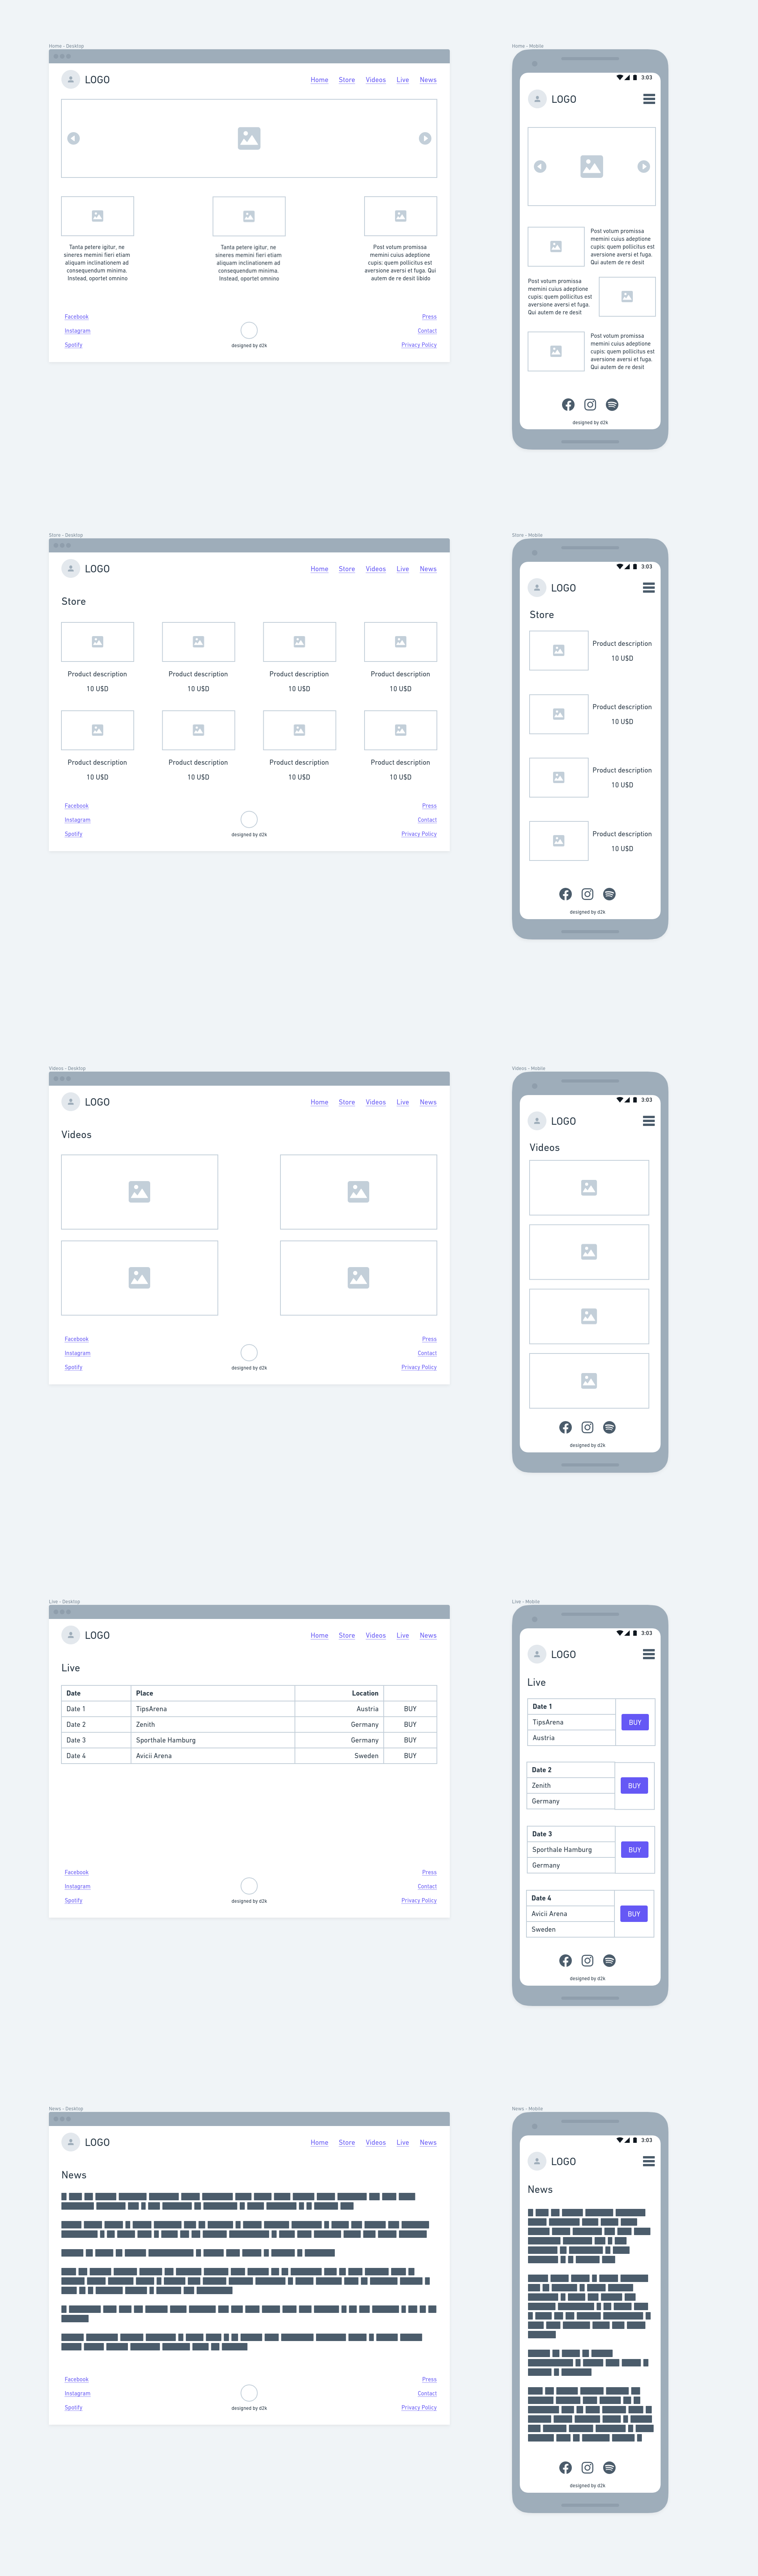 Home - Desktop
LOGO
Home Store Videos Live News
Tanta petere igitur, ne
sineres memini fieri etiam
aliquam inclinationem ad
consequendum minima.
Instead, oportet omnino
Tanta petere igitur, ne
sineres memini fieri etiam
aliquam inclinationem ad
consequendum minima.
Instead, oportet omnino
Post votum promissa
memini cuius adeptione
cupis; quem pollicitus est
aversione aversi et fuga. Qui
autem de re desit libido
Facebook
Instagram
Spotify
designed by d2k
Press
Contact
Privacy Policy
Home - Mobile
3:03
LOGO
Post votum promissa
memini cuius adeptione
cupis; quem pollicitus est
aversione aversi et fuga.
Qui autem de re desit
Post votum promissa
memini cuius adeptione
cupis; quem pollicitus est
aversione aversi et fuga.
Qui autem de re desit
Post votum promissa
memini cuius adeptione
cupis; quem pollicitus est
aversione aversi et fuga.
Qui autem de re desit
designed by d2k
Store - Desktop
LOGO
Home Store Videos Live News
Store
Product description Product description Product description Product description
10 U$D 10 U$D 10 U$D 10 U$D
Product description Product description Product description Product description
10 U$D 10 U$D 10 U$D 10 U$D
Facebook
Instagram
Spotify
designed by d2k
Press
Contact
Privacy Policy
Store - Mobile
3:03
LOGO
Store
Product description
10 U$D
Product description
10 U$D
Product description
10 U$D
Product description
10 U$D
designed by d2k
Videos - Desktop
LOGO
Home Store Videos Live News
Videos
Facebook
Instagram
Spotify
designed by d2k
Press
Contact
Privacy Policy
Videos - Mobile
3:03
LOGO
Videos
designed by d2k
Live - Desktop
LOGO
Home Store Videos Live News
Live
Date Place Location
Date 1 TipsArena Austria BUY
Date 2 Zenith Germany BUY
Date 3 Sporthale Hamburg Germany BUY
Date 4 Avicii Arena Sweden BUY
Facebook
Instagram
Spotify
designed by d2k
Press
Contact
Privacy Policy
Live - Mobile
3:03
LOGO
Live
Date 1
TipsArena
Austria
BUY
Date 2
Zenith
Germany
BUY
Date 3
Sporthale Hamburg
Germany
BUY
Date 4
Avicii Arena
Sweden
BUY
designed by d2k
News - Desktop
LOGO
Home Store Videos Live News
News
Facebook
Instagram
Spotify
designed by d2k
Press
Contact
Privacy Policy
News - Mobile
3:03
LOGO
News
designed by d2k